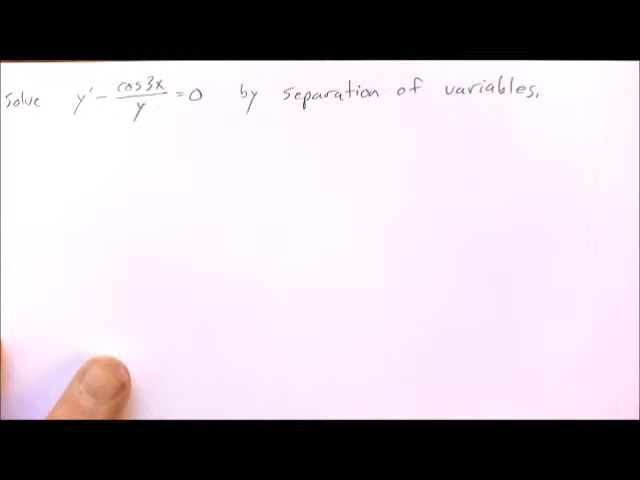 Solve y' - cos3x/y = 0 by separation of variables.